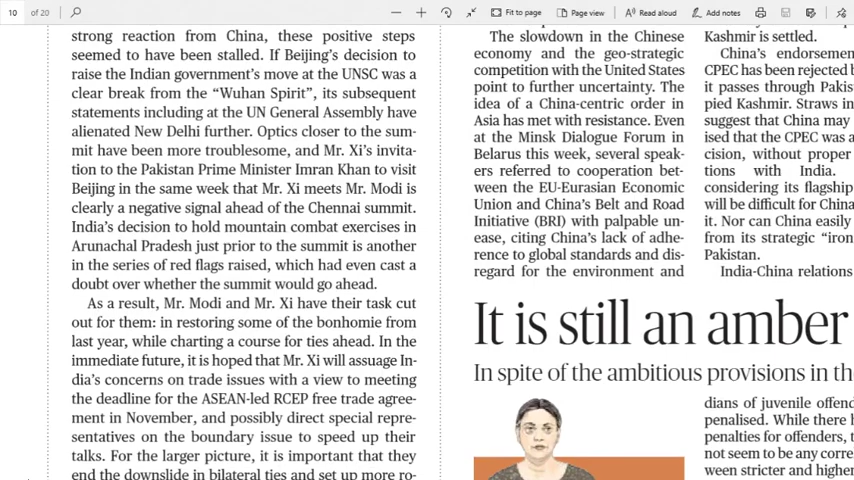 10 of 20
Fit to page
Page view
Read aloud
Add notes
strong reaction from China, these positive steps
seemed to have been stalled. If Beijing's decision to
raise the Indian government's move at the UNSC was a
clear break from the “Wuhan Spirit”, its subsequent
statements including at the UN General Assembly have
alienated New Delhi further. Optics closer to the sum-
mit have been more troublesome, and Mr. Xi's invita-
tion to the Pakistan Prime Minister Imran Khan to visit
Beijing in the same week that Mr. Xi meets Mr. Modi is
clearly a negative signal ahead of the Chennai summit.
India's decision to hold mountain combat exercises in
Arunachal Pradesh just prior to the summit is another
in the series of red flags raised, which had even cast a
doubt over whether the summit would go ahead.
As a result, Mr. Modi and Mr. Xi have their task cut
out for them: in restoring some of the bonhomie from
last year, while charting a course for ties ahead. In the
immediate future, it is hoped that Mr. Xi will assuage In-
dia's concerns on trade issues with a view to meeting
the deadline for the ASEAN-led RCEP free trade agree-
ment in November, and possibly direct special repre-
sentatives on the boundary issue to speed up their
talks. For the larger picture, it is important that they
end the downslide in bilateral ties and set up more ro-
The slowdown in the Chinese
economy and the geo-strategic
competition with the United States
point to further uncertainty. The
idea of a China-centric order in
Asia has met with resistance. Even
at the Minsk Dialogue Forum in
Belarus this week, several speak-
ers referred to cooperation bet-
ween the EU-Eurasian Economic
Union and China's Belt and Road
Initiative (BRI) with palpable un-
ease, citing China's lack of adhe-
rence to global standards and dis-
regard for the environment and
Kashmir is settled.
China's endorsemen
CPEC has been rejected b
it passes through Pakis
pied Kashmir. Straws in
suggest that China may
ised that the CPEC was a
cision, without proper
tions with India.
considering its flagship
will be difficult for China
it. Nor can China easily
from its strategic “iron
Pakistan.
India-China relations
It is still an amber
In spite of the ambitious provisions in th
dians of juvenile offend
penalised. While there h
penalties for offenders, t
not seem to be any corre
ween stricter and higher